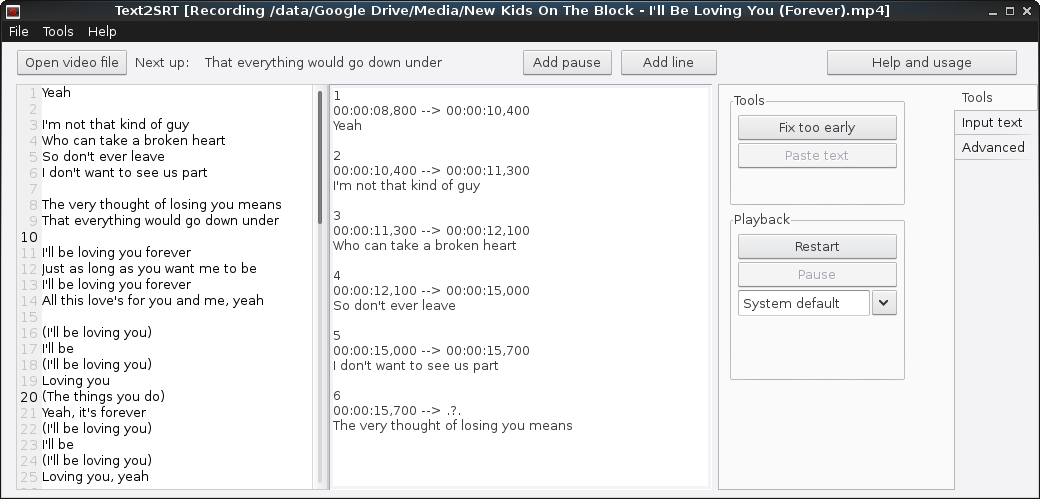 Text2SRT [Recording /data/Google Drive/Media/New Kids On The Block - I'll Be Loving You (Forever).mp4]
File Tools Help
Open video file Next up: That everything would go down under Add pause Add line Help and usage
1 Yeah
2
3 I'm not that kind of guy
4 Who can take a broken heart
5 So don't ever leave
6 I don't want to see us part
7
8 The very thought of losing you means
9 That everything would go down under
10
11 I'll be loving you forever
12 Just as long as you want me to be
13 I'll be loving you forever
14 All this love's for you and me, yeah
15
16 (I'll be loving you)
17 I'll be
18 (I'll be loving you)
19 Loving you
20 (The things you do)
21 Yeah, it's forever
22 (I'll be loving you)
23 I'll be
24 (I'll be loving you)
25 Loving you, yeah
1
00:00:08,800 --> 00:00:10,400
Yeah
2
00:00:10,400 --> 00:00:11,300
I'm not that kind of guy
3
00:00:11,300 --> 00:00:12,100
Who can take a broken heart
4
00:00:12,100 --> 00:00:15,000
So don't ever leave
5
00:00:15,000 --> 00:00:15,700
I don't want to see us part
6
00:00:15,700 --> .?.
The very thought of losing you means
Tools
Fix too early
Paste text
Playback
Restart
Pause
System default
Tools
Input text
Advanced